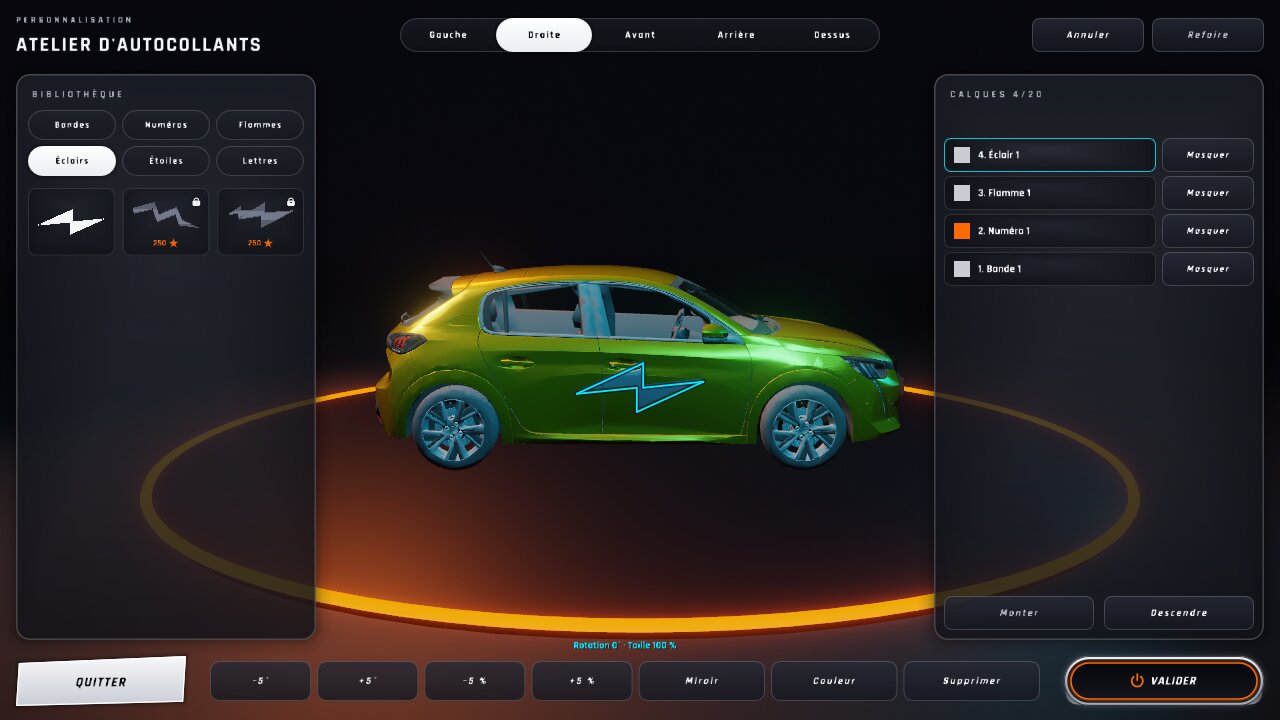 PERSONNALISATION
ATELIER D'AUTOCOLLANTS
Gauche
Droite
Avant
Arrière
Dessus
Annuler
Refaire
BIBLIOTHÈQUE
Bandes
Numéros
Flammes
Éclairs
Étoiles
Lettres
250
250
CALQUES 4/20
4. Éclair 1
Masquer
3. Flamme 1
Masquer
2. Numéro 1
Masquer
1. Bande 1
Masquer
Monter
Descendre
Rotation 0° · Taille 100 %
QUITTER
-5°
+5°
-5 %
+5 %
Miroir
Couleur
Supprimer
VALIDER